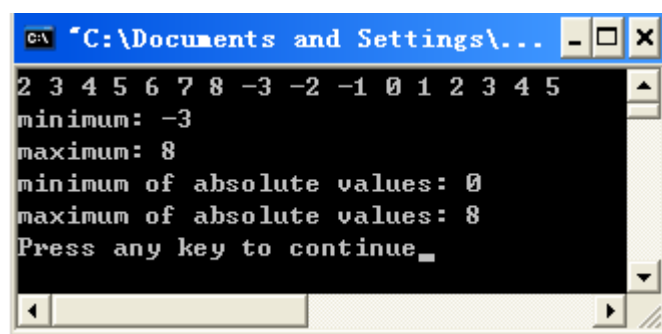 "C:\Documents and Settings\...
2 3 4 5 6 7 8 -3 -2 -1 0 1 2 3 4 5
minimum: -3
maximum: 8
minimum of absolute values: 0
maximum of absolute values: 8
Press any key to continue_